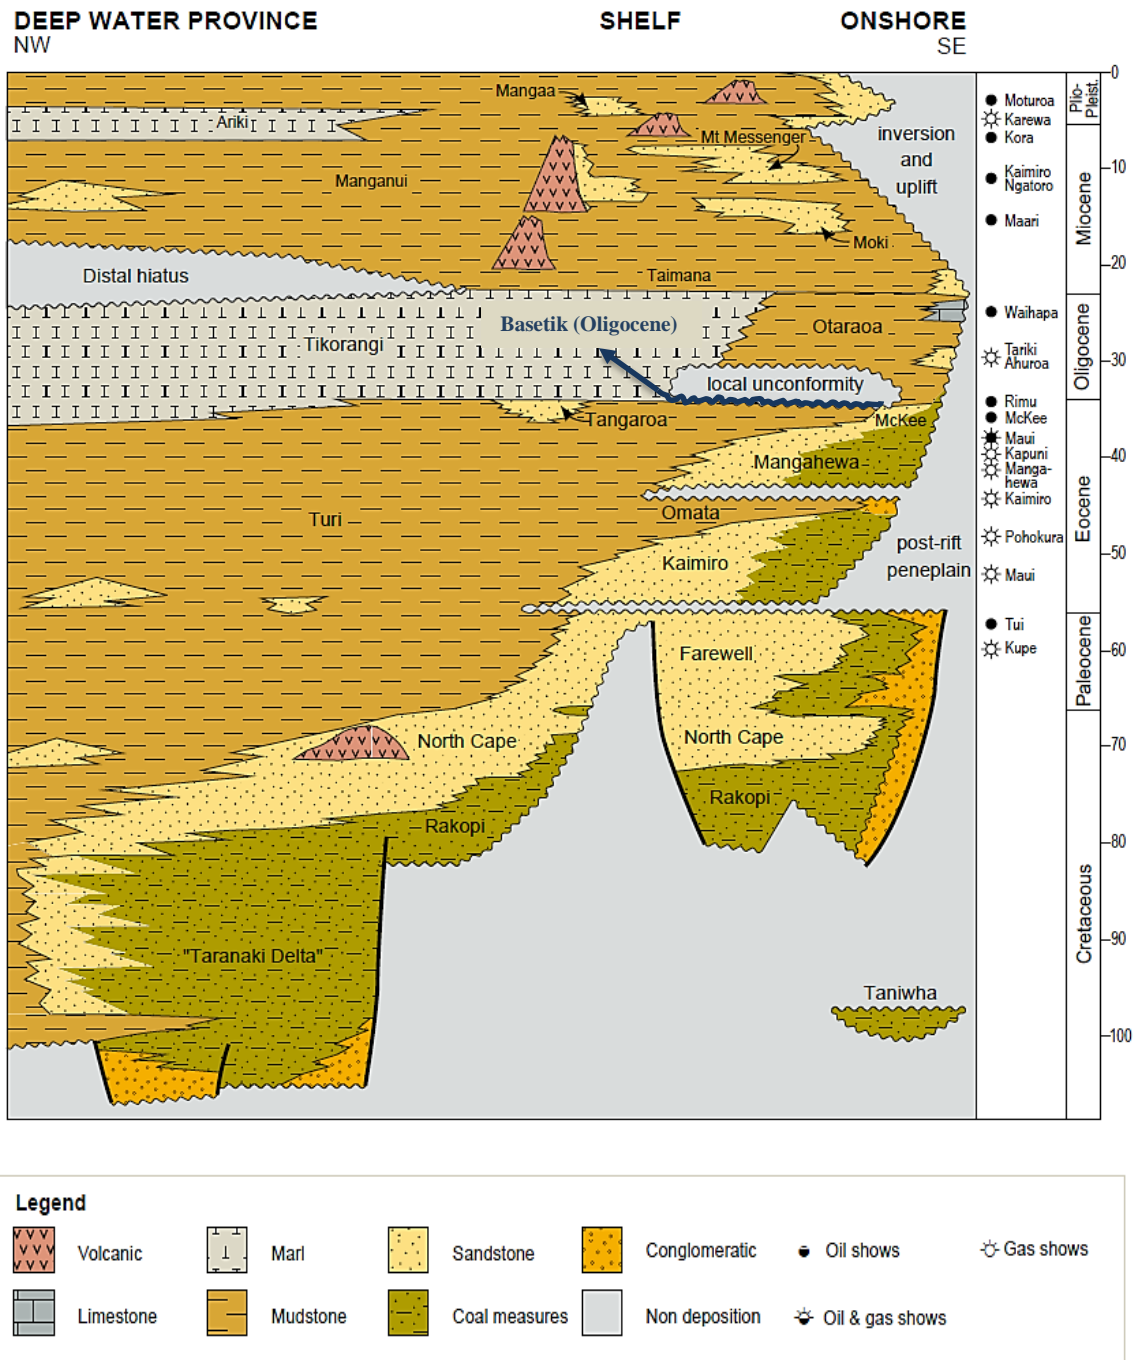 DEEP WATER PROVINCE SHELF ONSHORE
NW SE
Mangaa
Ariki
Mt Messenger
inversion
and
uplift
Manganui
Moki
Distal hiatus
Taimana
Basetik (Oligocene)
Otaraoa
Tikorangi
local unconformity
Tangaroa
McKee
Mangahewa
Turi
Omata
post-rift
peneplain
Kaimiro
Farewell
North Cape
North Cape
Rakopi
Rakopi
"Taranaki Delta"
Taniwha
Moturoa
Karewa
Kora
Kaimiro
Ngatoro
Maari
Waihapa
Tariki
Ahuroa
Rimu
McKee
Maui
Kapuni
Manga-
hewa
Kaimiro
Pohokura
Maui
Tui
Kupe
Plio-
Pleist.
Miocene
Oligocene
Eocene
Paleocene
Cretaceous
0
10
20
30
40
50
60
70
80
90
100
Legend
Volcanic Marl Sandstone Conglomeratic Oil shows Gas shows
Limestone Mudstone Coal measures Non deposition Oil & gas shows